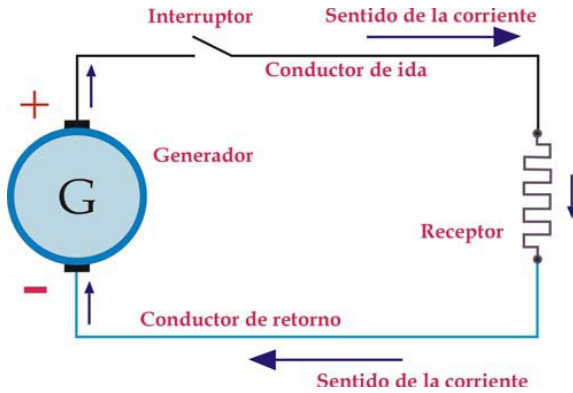 Interruptor
Sentido de la corriente
Conductor de ida
+
Generador
G
Receptor
-
Conductor de retorno
Sentido de la corriente